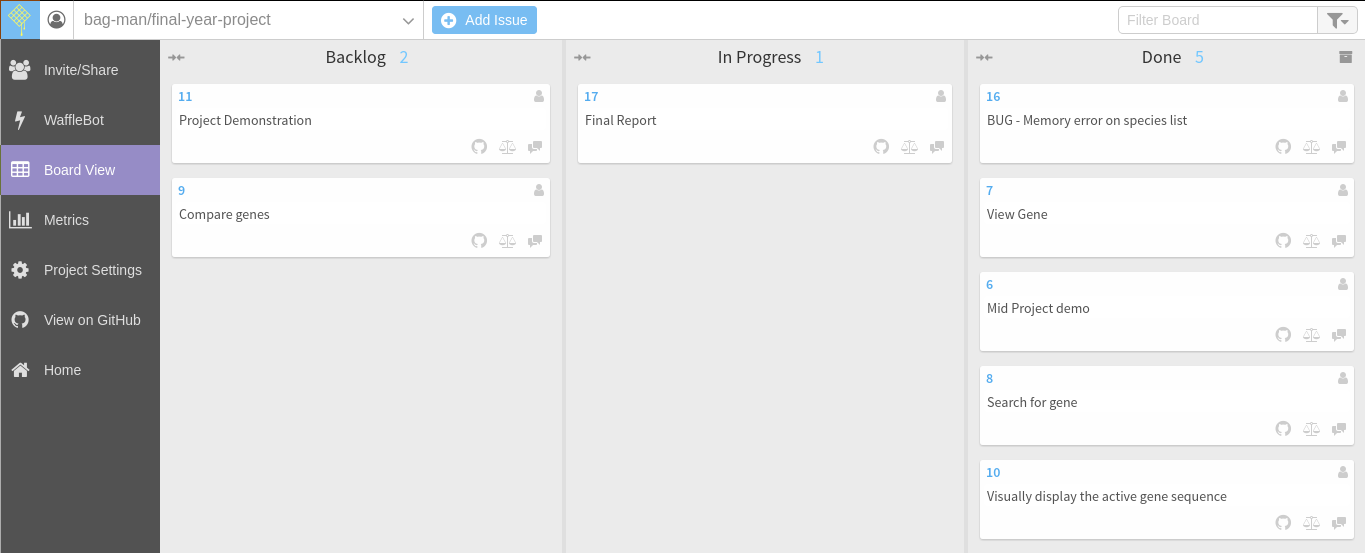 bag-man/final-year-project
Add Issue
Filter Board
Invite/Share
WaffleBot
Board View
Metrics
Project Settings
View on GitHub
Home
Backlog 2
11
Project Demonstration
9
Compare genes
In Progress 1
17
Final Report
Done 5
16
BUG - Memory error on species list
7
View Gene
6
Mid Project demo
8
Search for gene
10
Visually display the active gene sequence